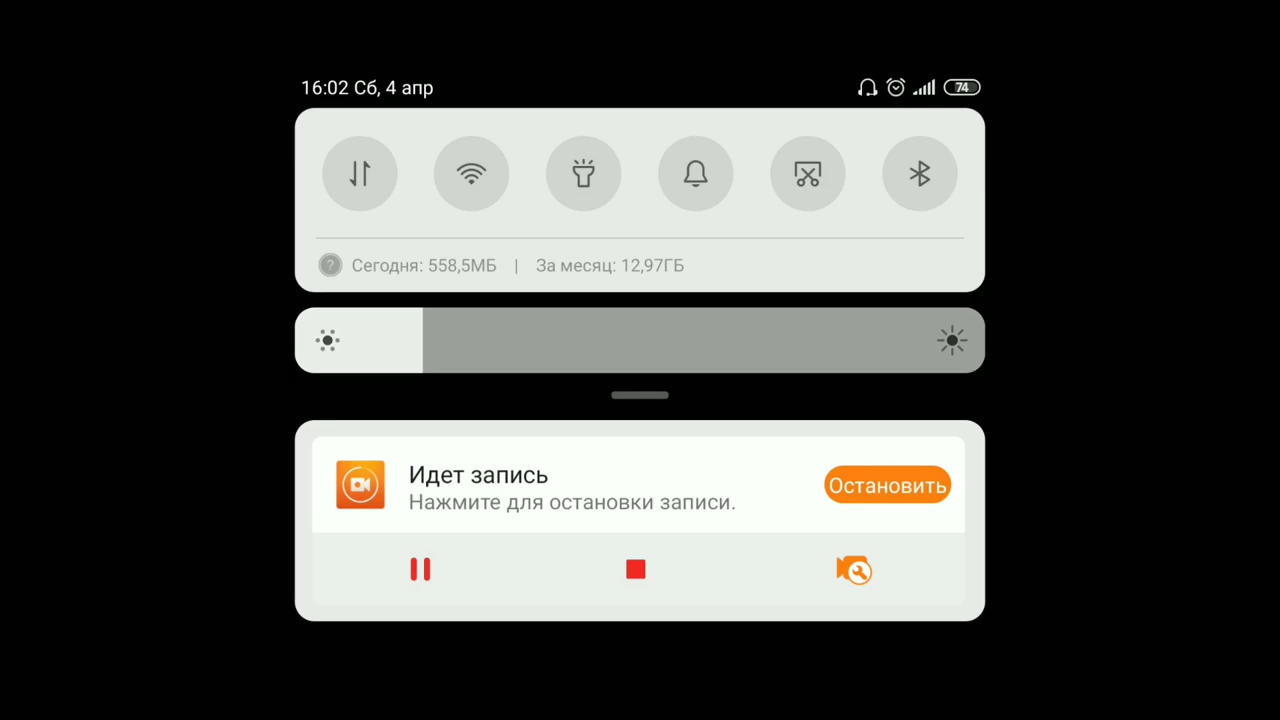 16:02 Сб, 4 апр
74
Сегодня: 558,5МБ | За месяц: 12,97ГБ
Идет запись
Нажмите для остановки записи.
Остановить